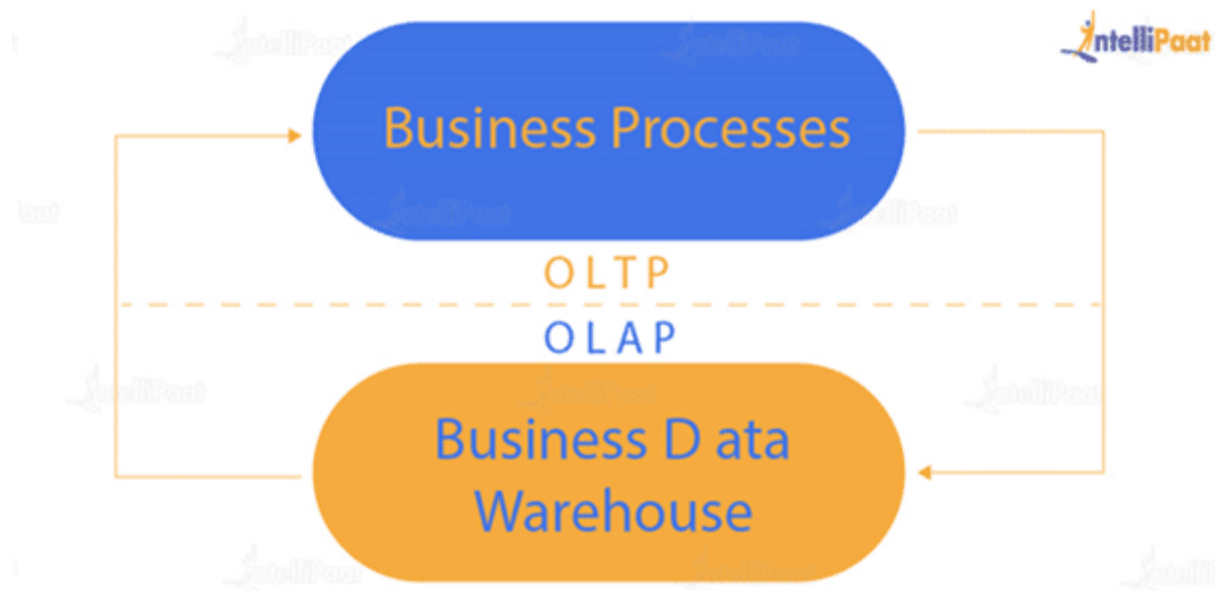 IntelliPaat
Business Processes
OLTP
OLAP
Business D ata
Warehouse